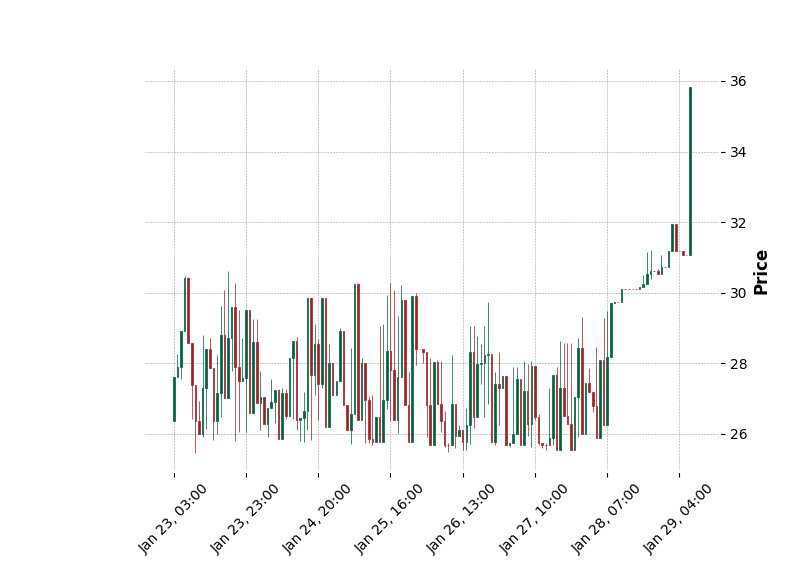 36
34
32
30
28
26
Price
Jan 23, 03:00
Jan 23, 23:00
Jan 24, 20:00
Jan 25, 16:00
Jan 26, 13:00
Jan 27, 10:00
Jan 28, 07:00
Jan 29, 04:00